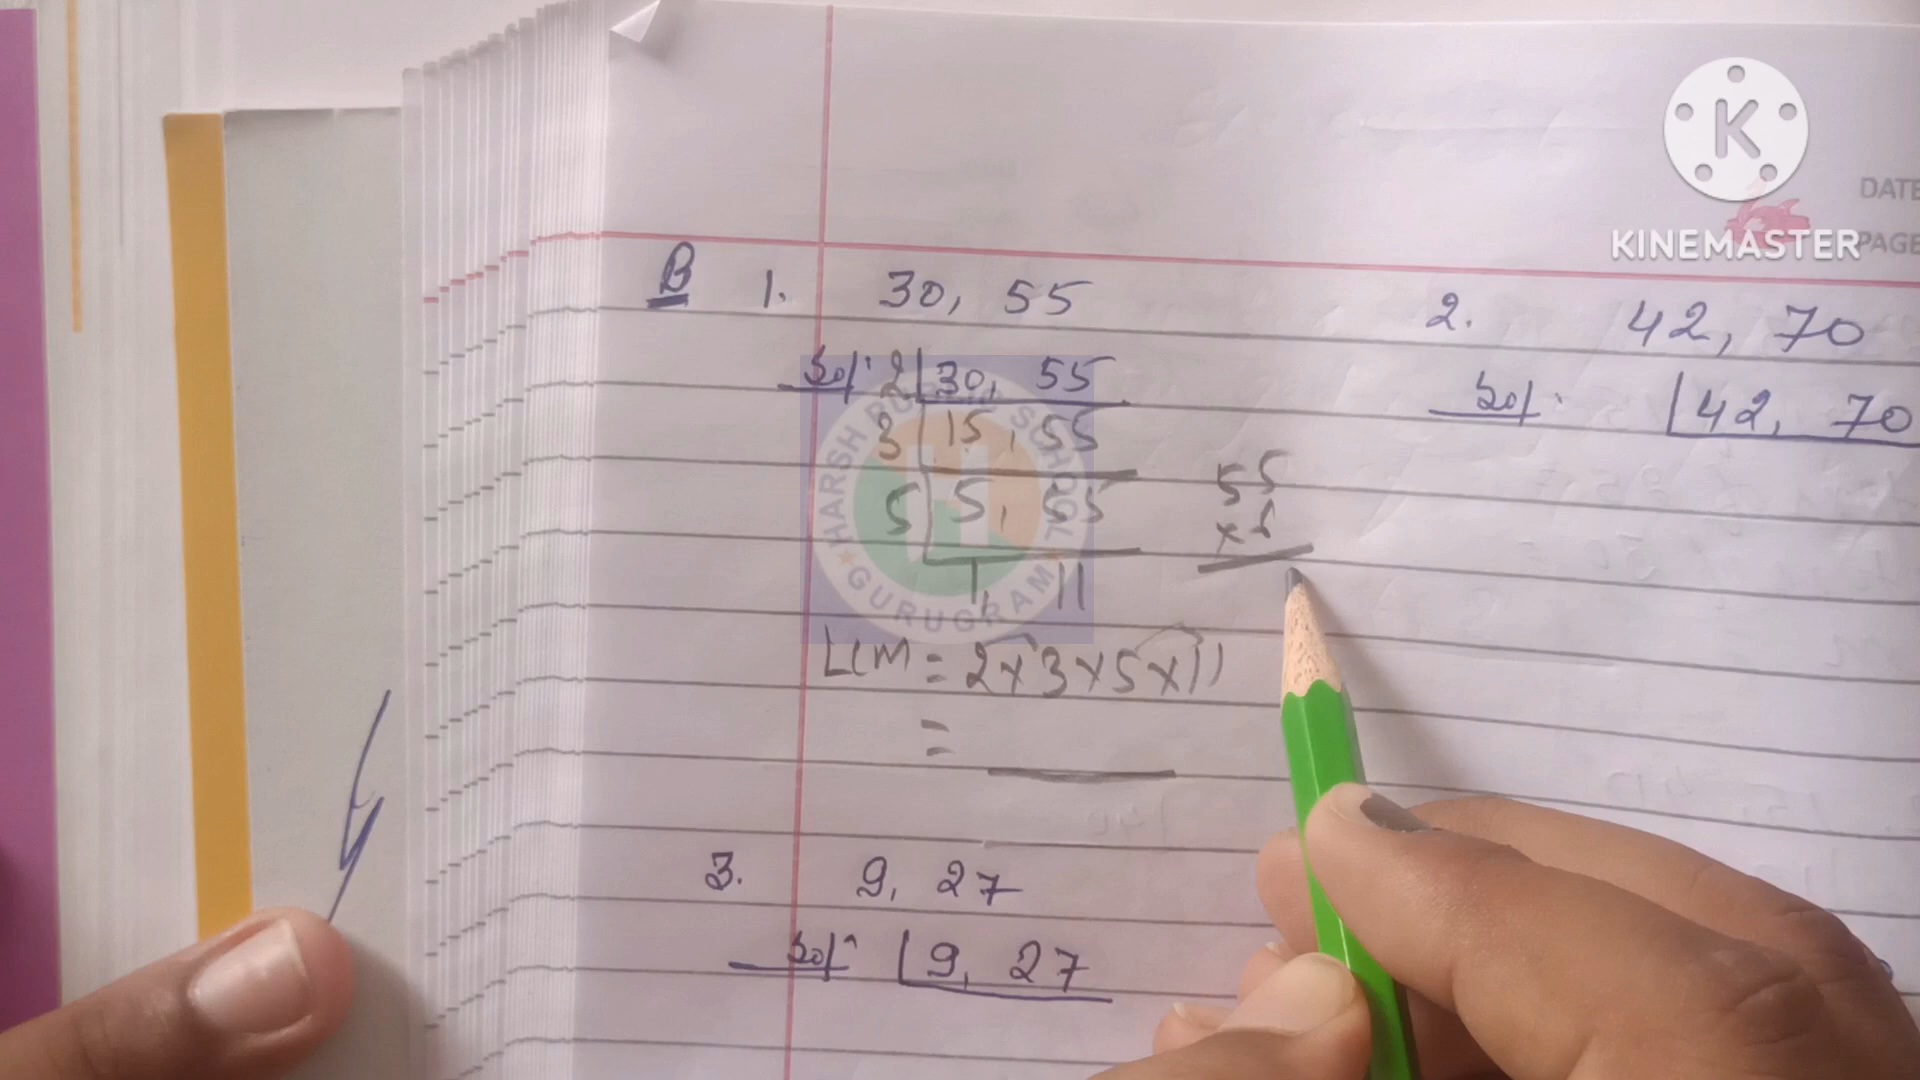 DATE
KINEMASTER PAGE
B 1. 30, 55
Sol. 2 30, 55
3 15, 55
5 5, 55
1, 11
LCM = 2×3×5×11
=
55
×
2. 42, 70
Sol. 42, 70
3. 9, 27
Sol. 9, 27
HARSH PUBLIC SCHOOL
GURUGRAM